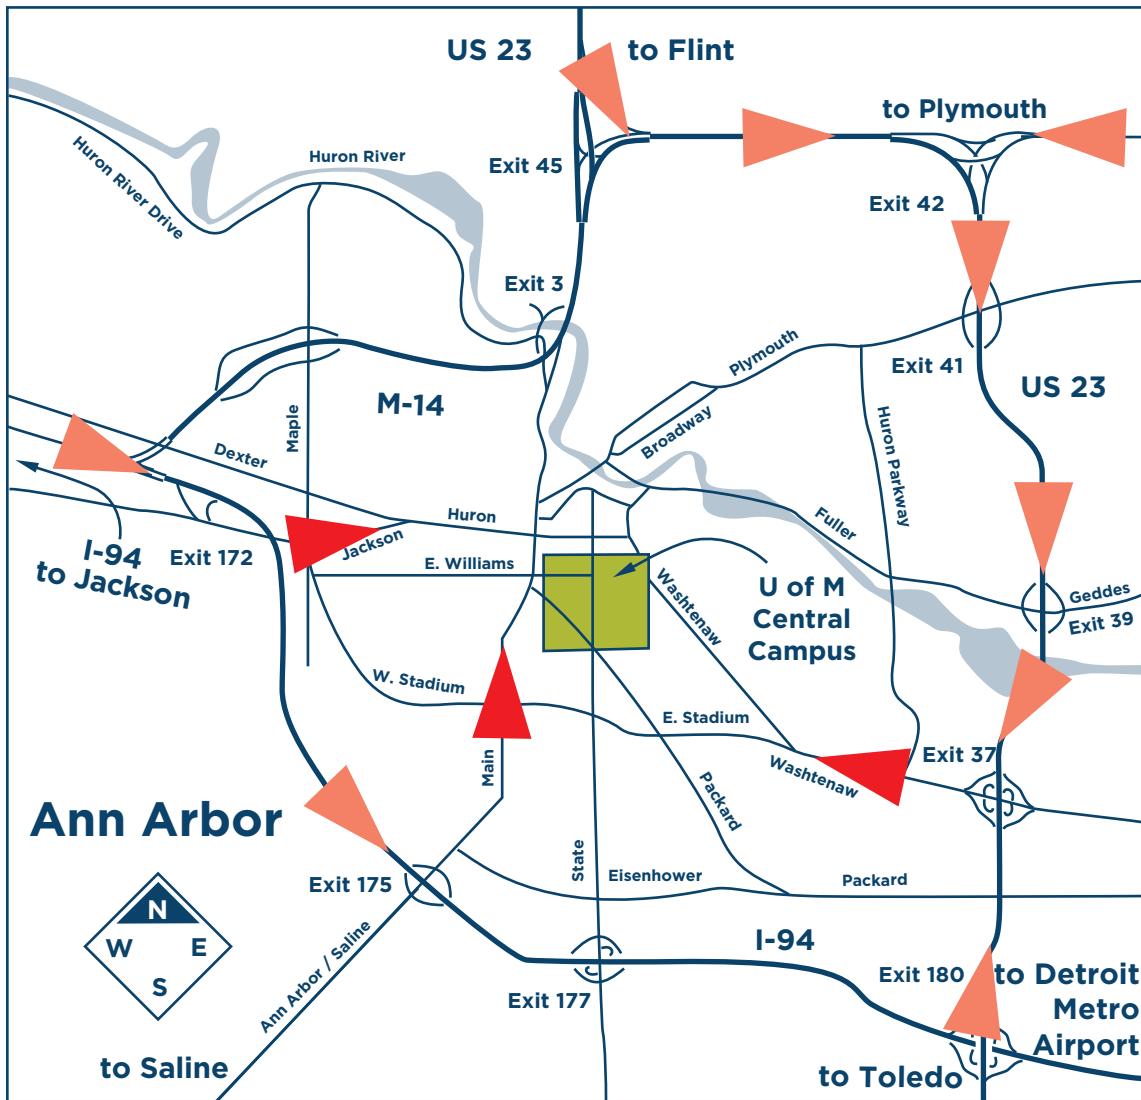 US 23
to Flint
to Plymouth
Exit 45
Huron River
Huron River Drive
Exit 42
Exit 3
Plymouth
Exit 41
US 23
M-14
Maple
Broadway
Huron Parkway
Dexter
Huron
Fuller
Jackson
I-94
to Jackson
Exit 172
E. Williams
U of M
Central
Campus
Washtenaw
Geddes
Exit 39
W. Stadium
E. Stadium
Exit 37
Washtenaw
Main
Packard
Ann Arbor
State
Exit 175
Eisenhower
Packard
N
W
E
S
I-94
Ann Arbor / Saline
Exit 177
Exit 180
to Detroit
Metro
Airport
to Saline
to Toledo